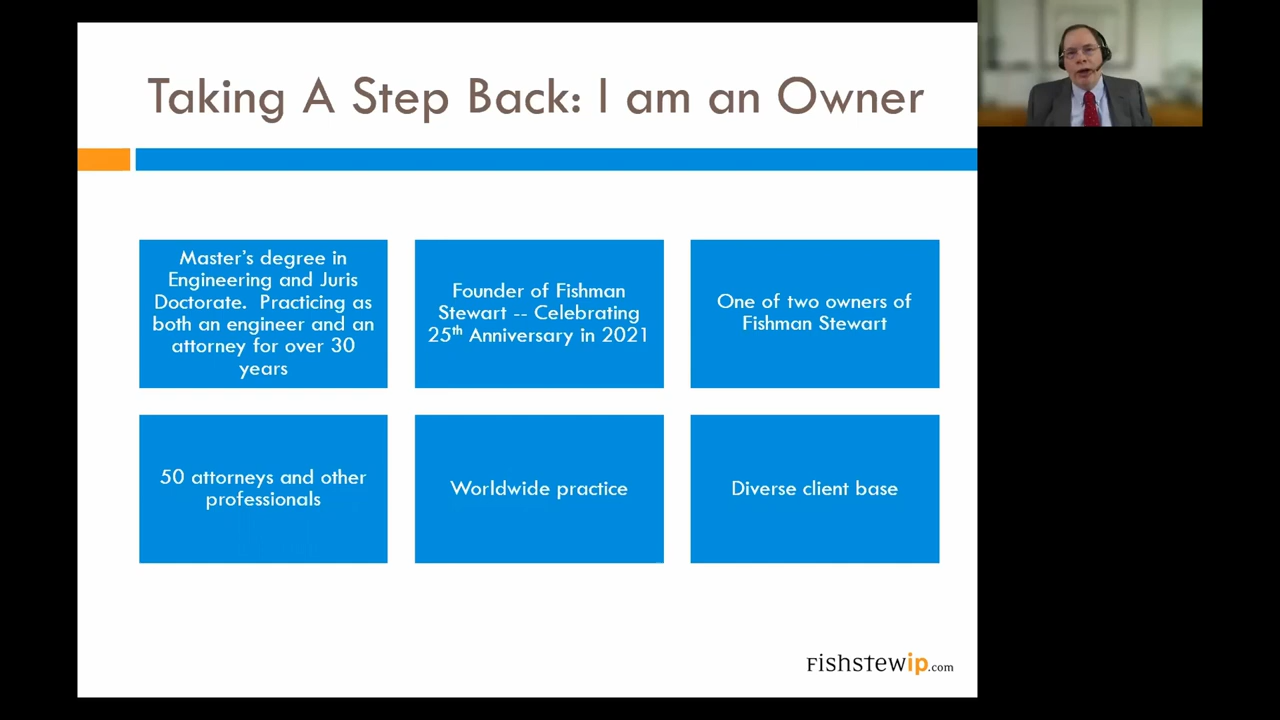 Taking A Step Back: I am an Owner
Master's degree in
Engineering and Juris
Doctorate.  Practicing as
both an engineer and an
attorney for over 30
years
Founder of Fishman
Stewart -- Celebrating
25th Anniversary in 2021
One of two owners of
Fishman Stewart
50 attorneys and other
professionals
Worldwide practice
Diverse client base
Fishstewip.com